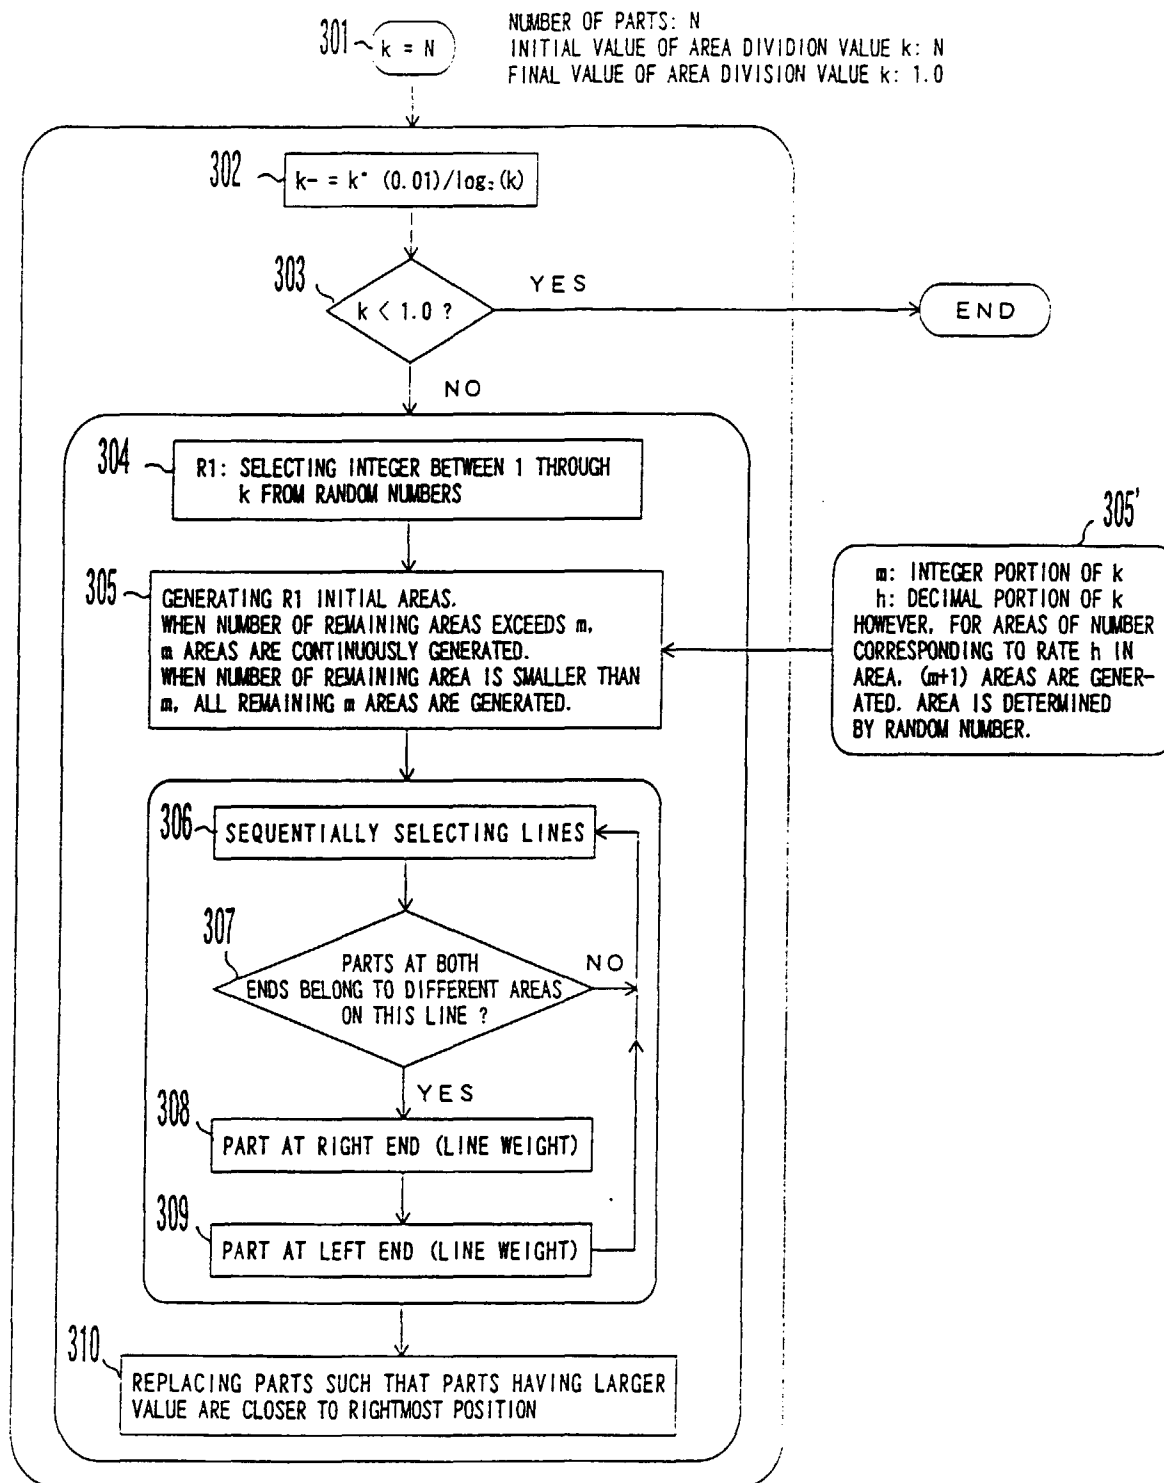 301
k = N
NUMBER OF PARTS: N
INITIAL VALUE OF AREA DIVIDION VALUE k: N
FINAL VALUE OF AREA DIVISION VALUE k: 1.0
302
k- = k* (0.01)/log₂(k)
303
k < 1.0 ?
YES
END
NO
304
R1: SELECTING INTEGER BETWEEN 1 THROUGH
k FROM RANDOM NUMBERS
305
GENERATING R1 INITIAL AREAS.
WHEN NUMBER OF REMAINING AREAS EXCEEDS m,
m AREAS ARE CONTINUOUSLY GENERATED.
WHEN NUMBER OF REMAINING AREA IS SMALLER THAN
m, ALL REMAINING m AREAS ARE GENERATED.
305'
m: INTEGER PORTION OF k
h: DECIMAL PORTION OF k
HOWEVER, FOR AREAS OF NUMBER
CORRESPONDING TO RATE h IN
AREA, (m+1) AREAS ARE GENER-
ATED. AREA IS DETERMINED
BY RANDOM NUMBER.
306
SEQUENTIALLY SELECTING LINES
307
PARTS AT BOTH
ENDS BELONG TO DIFFERENT AREAS
ON THIS LINE ?
NO
YES
308
PART AT RIGHT END (LINE WEIGHT)
309
PART AT LEFT END (LINE WEIGHT)
310
REPLACING PARTS SUCH THAT PARTS HAVING LARGER
VALUE ARE CLOSER TO RIGHTMOST POSITION